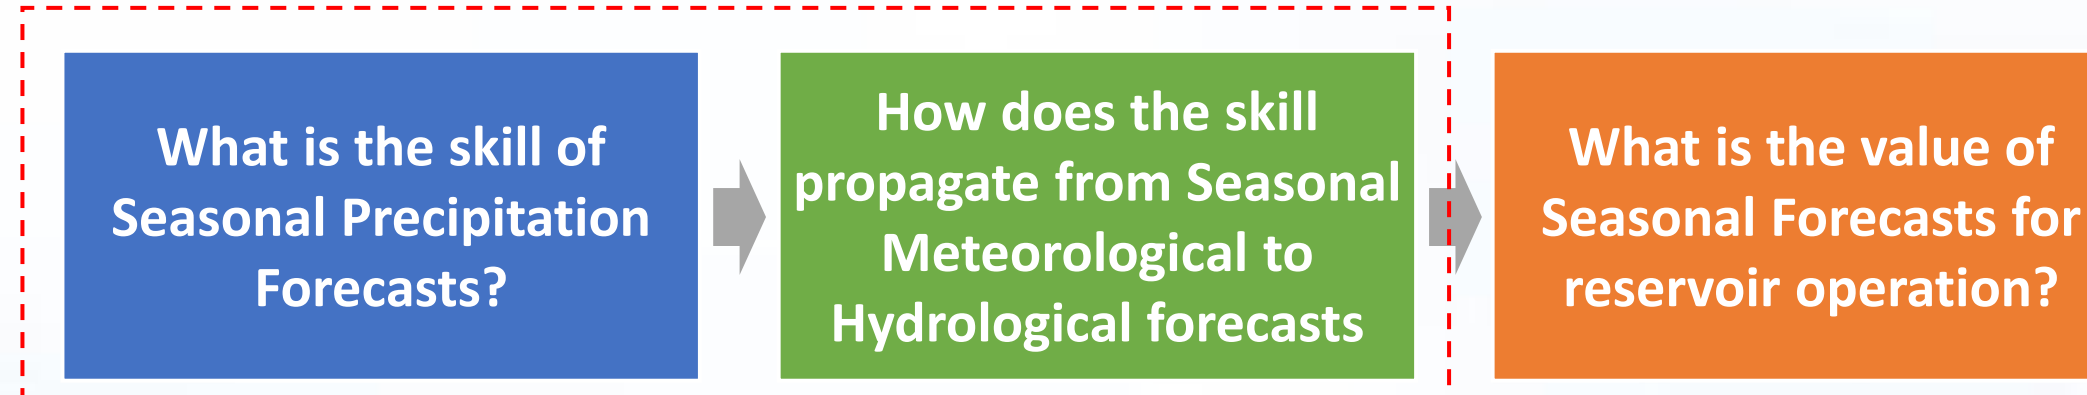 What is the skill of
Seasonal Precipitation
Forecasts?
How does the skill
propagate from Seasonal
Meteorological to
Hydrological forecasts
What is the value of
Seasonal Forecasts for
reservoir operation?